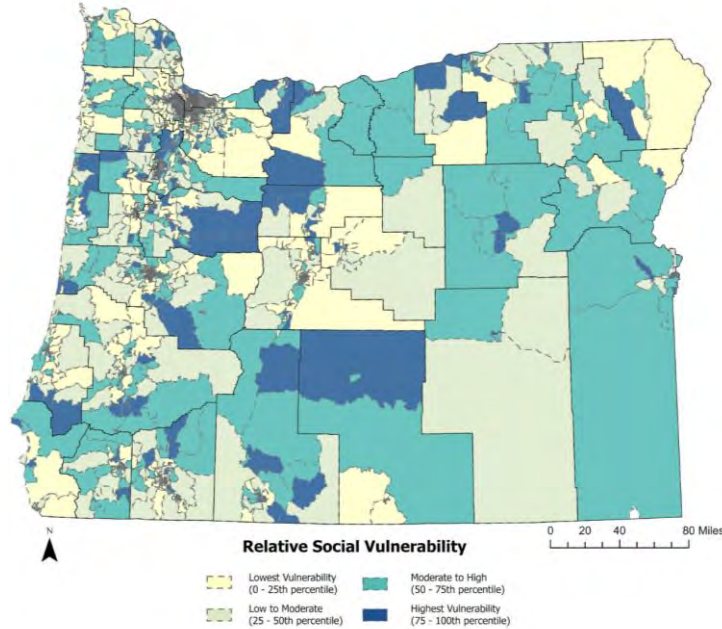 N
0 20 40 80 Miles
Relative Social Vulnerability
Lowest Vulnerability
(0 - 25th percentile)
Moderate to High
(50 - 75th percentile)
Low to Moderate
(25 - 50th percentile)
Highest Vulnerability
(75 - 100th percentile)